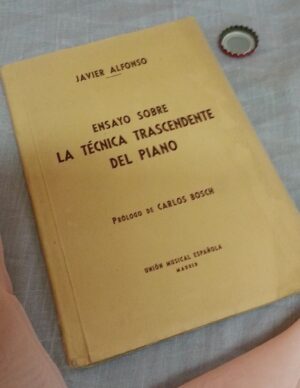 JAVIER ALFONSO
ENSAYO SOBRE
LA TÉCNICA TRASCENDENTE
DEL PIANO
PRÓLOGO DE CARLOS BOSCH
UNIÓN MUSICAL ESPAÑOLA
MADRID